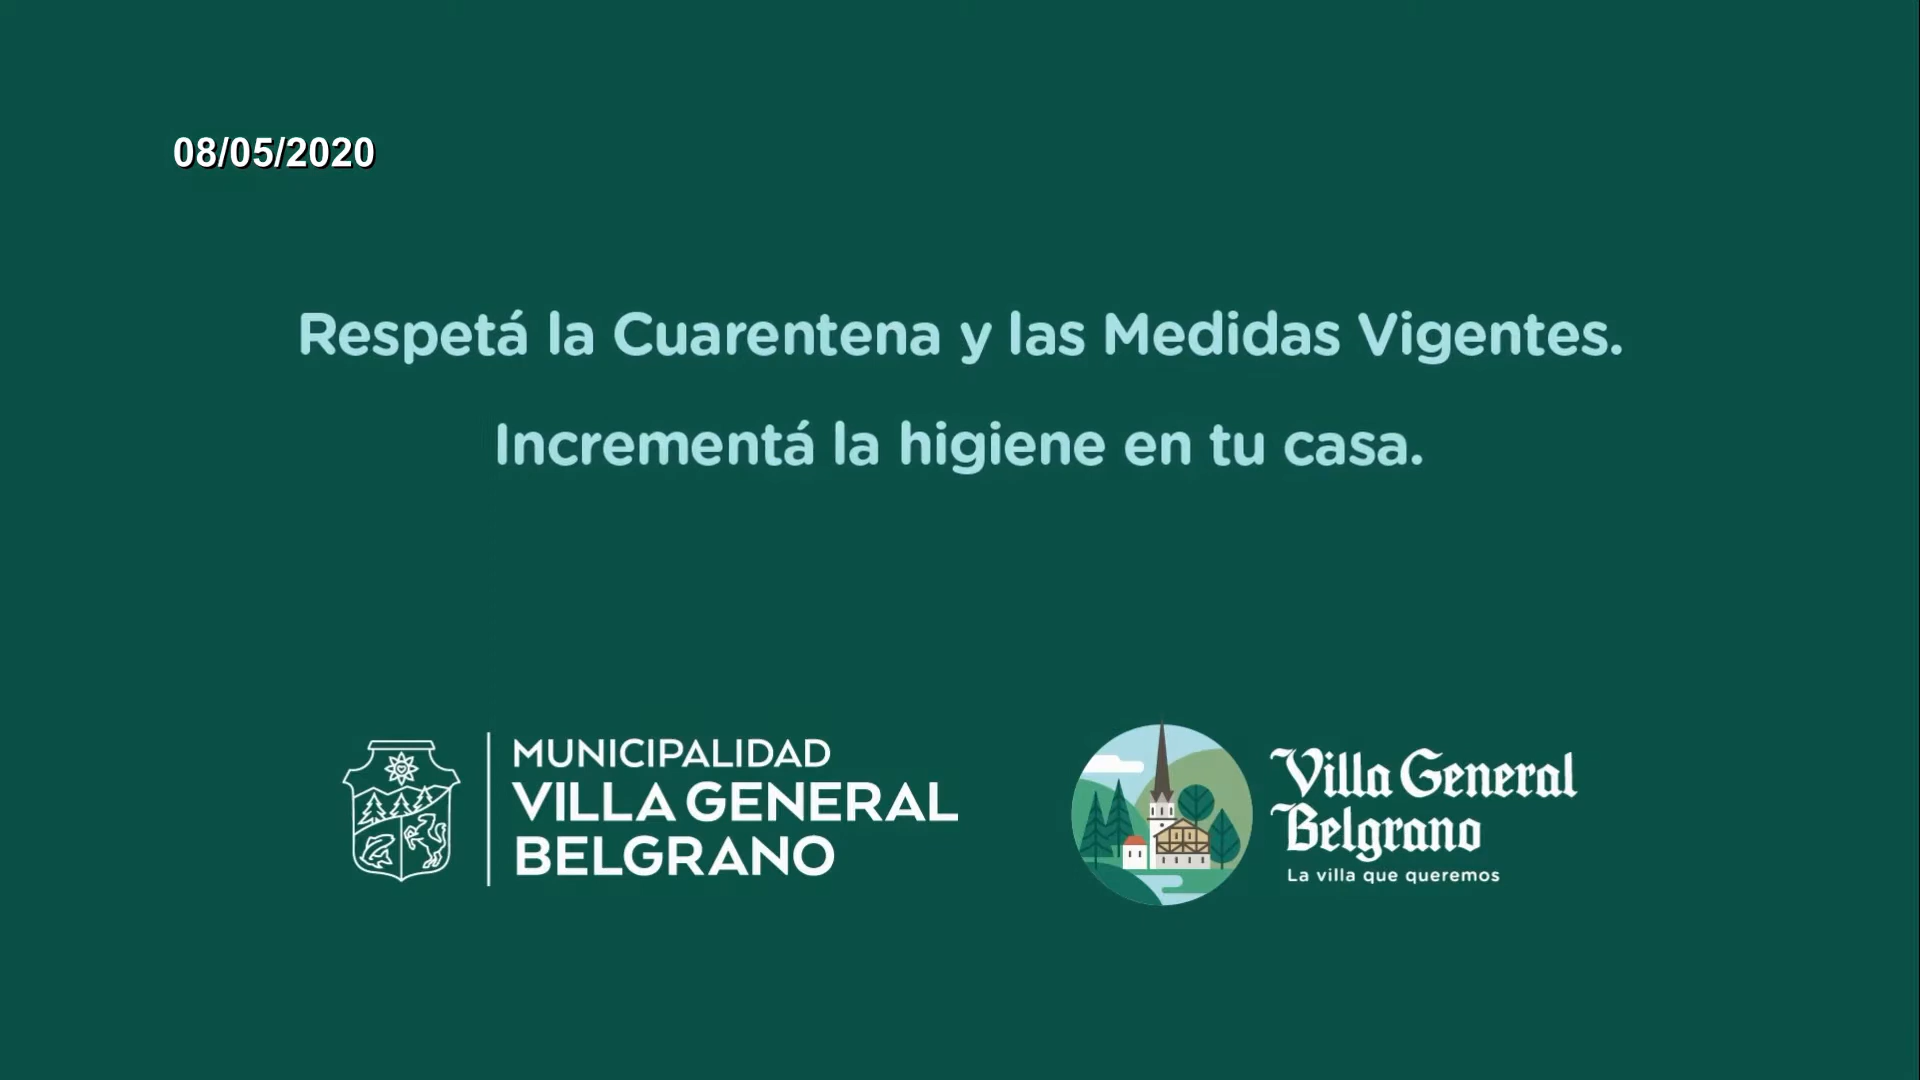 08/05/2020
Respetá la Cuarentena y las Medidas Vigentes.
Incrementá la higiene en tu casa.
MUNICIPALIDAD
VILLA GENERAL
BELGRANO
Villa General
Belgrano
La villa que queremos